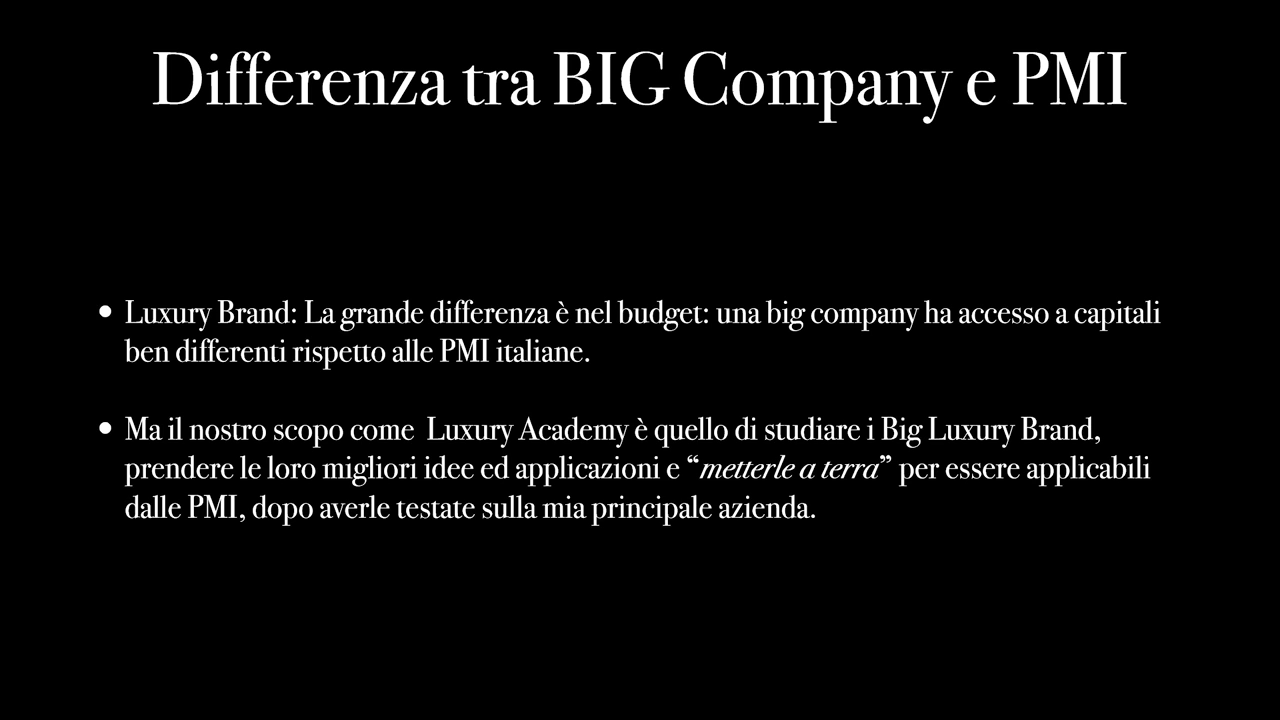 Differenza tra BIG Company e PMI
• Luxury Brand: La grande differenza è nel budget: una big company ha accesso a capitali
ben differenti rispetto alle PMI italiane.
• Ma il nostro scopo come  Luxury Academy è quello di studiare i Big Luxury Brand,
prendere le loro migliori idee ed applicazioni e “metterle a terra” per essere applicabili
dalle PMI, dopo averle testate sulla mia principale azienda.